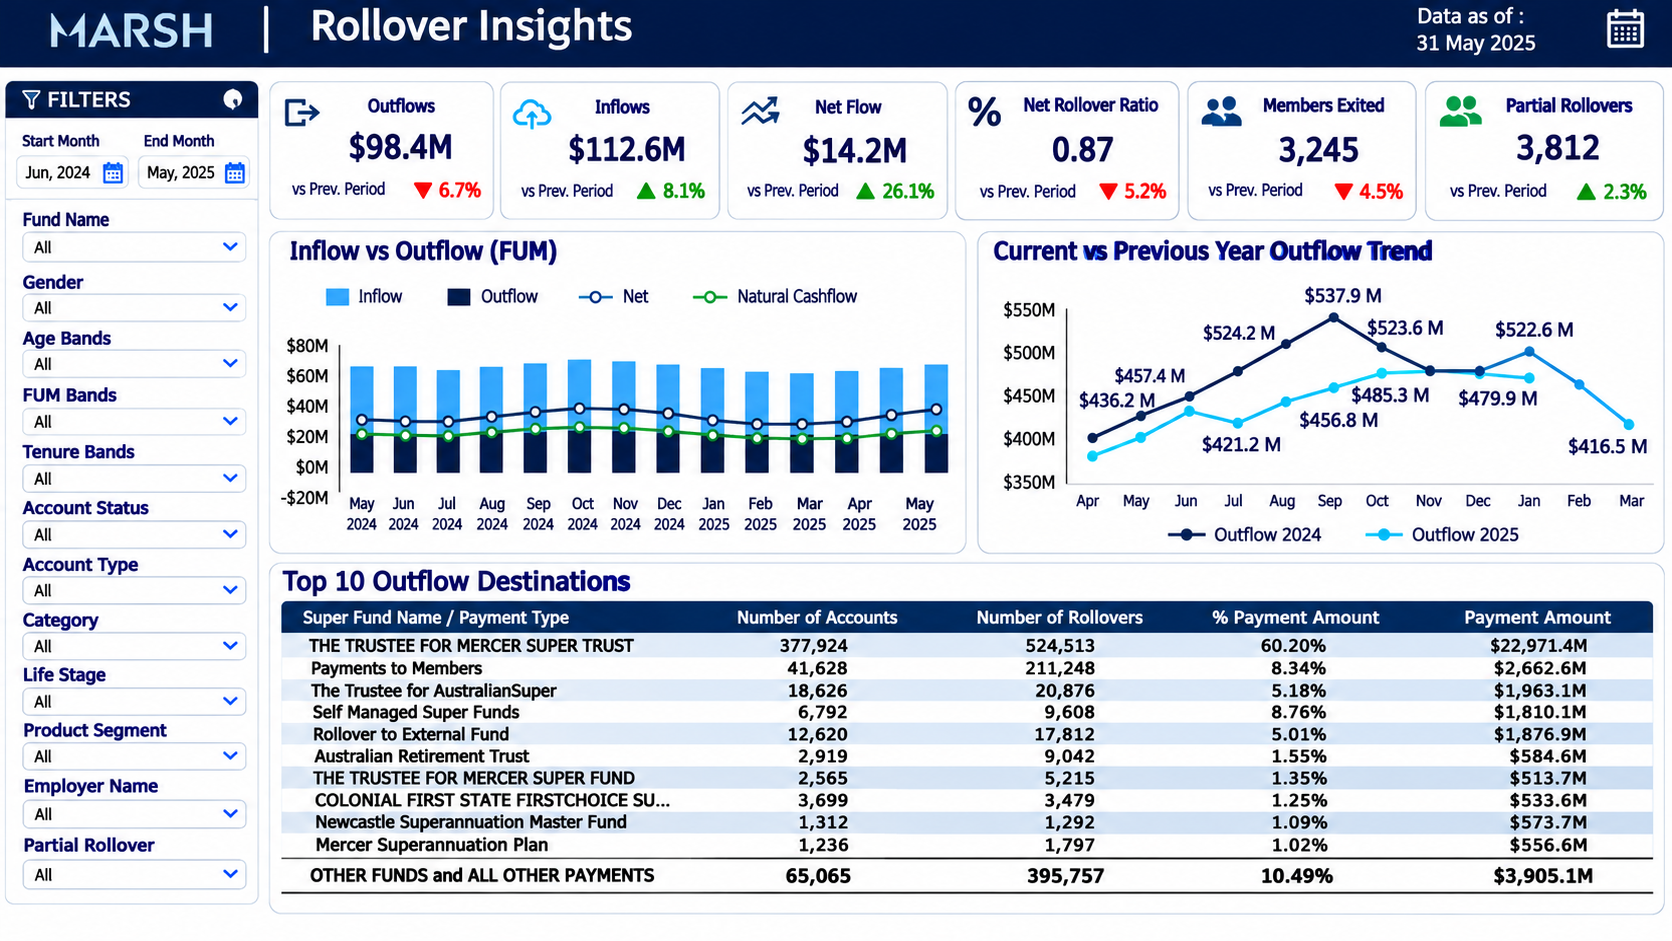 MARSH | Rollover Insights
Data as of :
31 May 2025
FILTERS
Start Month End Month
Jun, 2024 May, 2025
Fund Name
All
Gender
All
Age Bands
All
FUM Bands
All
Tenure Bands
All
Account Status
All
Account Type
All
Category
All
Life Stage
All
Product Segment
All
Employer Name
All
Partial Rollover
All
Outflows
$98.4M
vs Prev. Period ▼ 6.7%
Inflows
$112.6M
vs Prev. Period ▲ 8.1%
Net Flow
$14.2M
vs Prev. Period ▲ 26.1%
% Net Rollover Ratio
0.87
vs Prev. Period ▼ 5.2%
Members Exited
3,245
vs Prev. Period ▼ 4.5%
Partial Rollovers
3,812
vs Prev. Period ▲ 2.3%
Inflow vs Outflow (FUM)
Inflow Outflow Net Natural Cashflow
$80M
$60M
$40M
$20M
$0M
-$20M
May Jun Jul Aug Sep Oct Nov Dec Jan Feb Mar Apr May
2024 2024 2024 2024 2024 2024 2024 2024 2025 2025 2025 2025 2025
Current vs Previous Year Outflow Trend
$550M
$500M
$450M
$400M
$350M
$537.9 M
$524.2 M $523.6 M $522.6 M
$457.4 M
$436.2 M $485.3 M $479.9 M
$456.8 M
$421.2 M $416.5 M
Apr May Jun Jul Aug Sep Oct Nov Dec Jan Feb Mar
Outflow 2024 Outflow 2025
Top 10 Outflow Destinations
Super Fund Name / Payment Type Number of Accounts Number of Rollovers % Payment Amount Payment Amount
THE TRUSTEE FOR MERCER SUPER TRUST 377,924 524,513 60.20% $22,971.4M
Payments to Members 41,628 211,248 8.34% $2,662.6M
The Trustee for AustralianSuper 18,626 20,876 5.18% $1,963.1M
Self Managed Super Funds 6,792 9,608 8.76% $1,810.1M
Rollover to External Fund 12,620 17,812 5.01% $1,876.9M
Australian Retirement Trust 2,919 9,042 1.55% $584.6M
THE TRUSTEE FOR MERCER SUPER FUND 2,565 5,215 1.35% $513.7M
COLONIAL FIRST STATE FIRSTCHOICE SU... 3,699 3,479 1.25% $533.6M
Newcastle Superannuation Master Fund 1,312 1,292 1.09% $573.7M
Mercer Superannuation Plan 1,236 1,797 1.02% $556.6M
OTHER FUNDS and ALL OTHER PAYMENTS 65,065 395,757 10.49% $3,905.1M